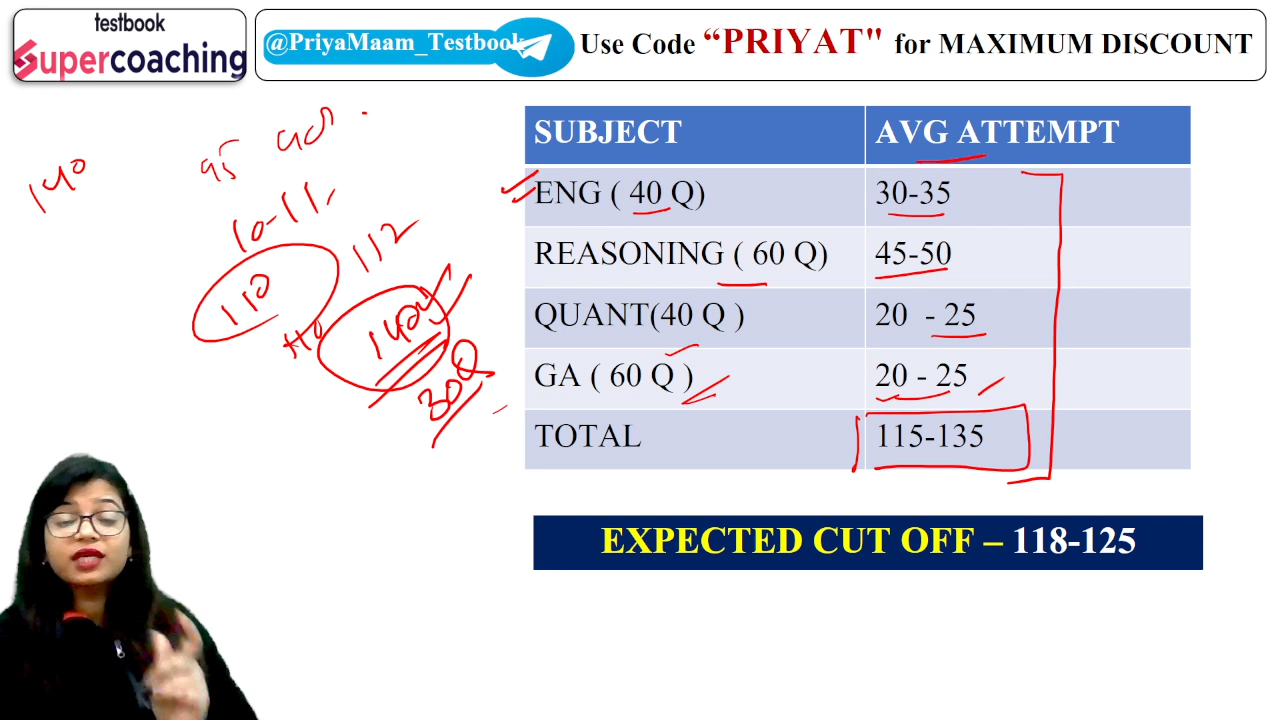 testbook
Supercoaching
@PriyaMaam_Testbook
Use Code “PRIYAT" for MAXIMUM DISCOUNT
SUBJECT AVG ATTEMPT
ENG ( 40 Q) 30-35
REASONING ( 60 Q) 45-50
QUANT(40 Q ) 20 - 25
GA ( 60 Q ) 20 - 25
TOTAL 115-135
EXPECTED CUT OFF – 118-125
140
95
10-11
112
110
140
30Q